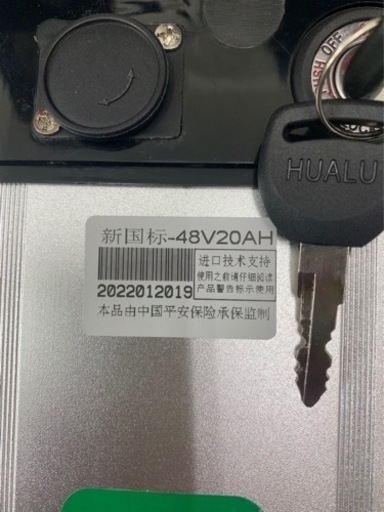 PUSH OFF
HUALU
新国标-48V20AH
进口技术支持
使用之前请仔细阅读
产品警告标示使用
2022012019
本品由中国平安保险承保监制